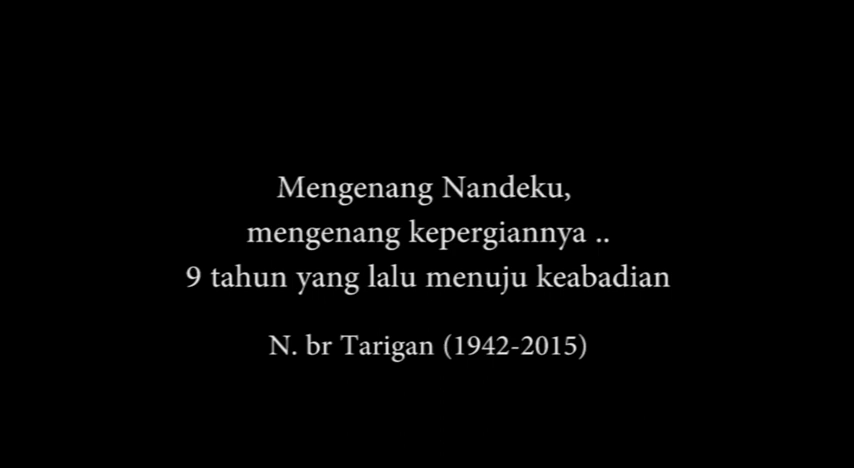 Mengenang Nandeku,
mengenang kepergiannya ..
9 tahun yang lalu menuju keabadian
N. br Tarigan (1942-2015)